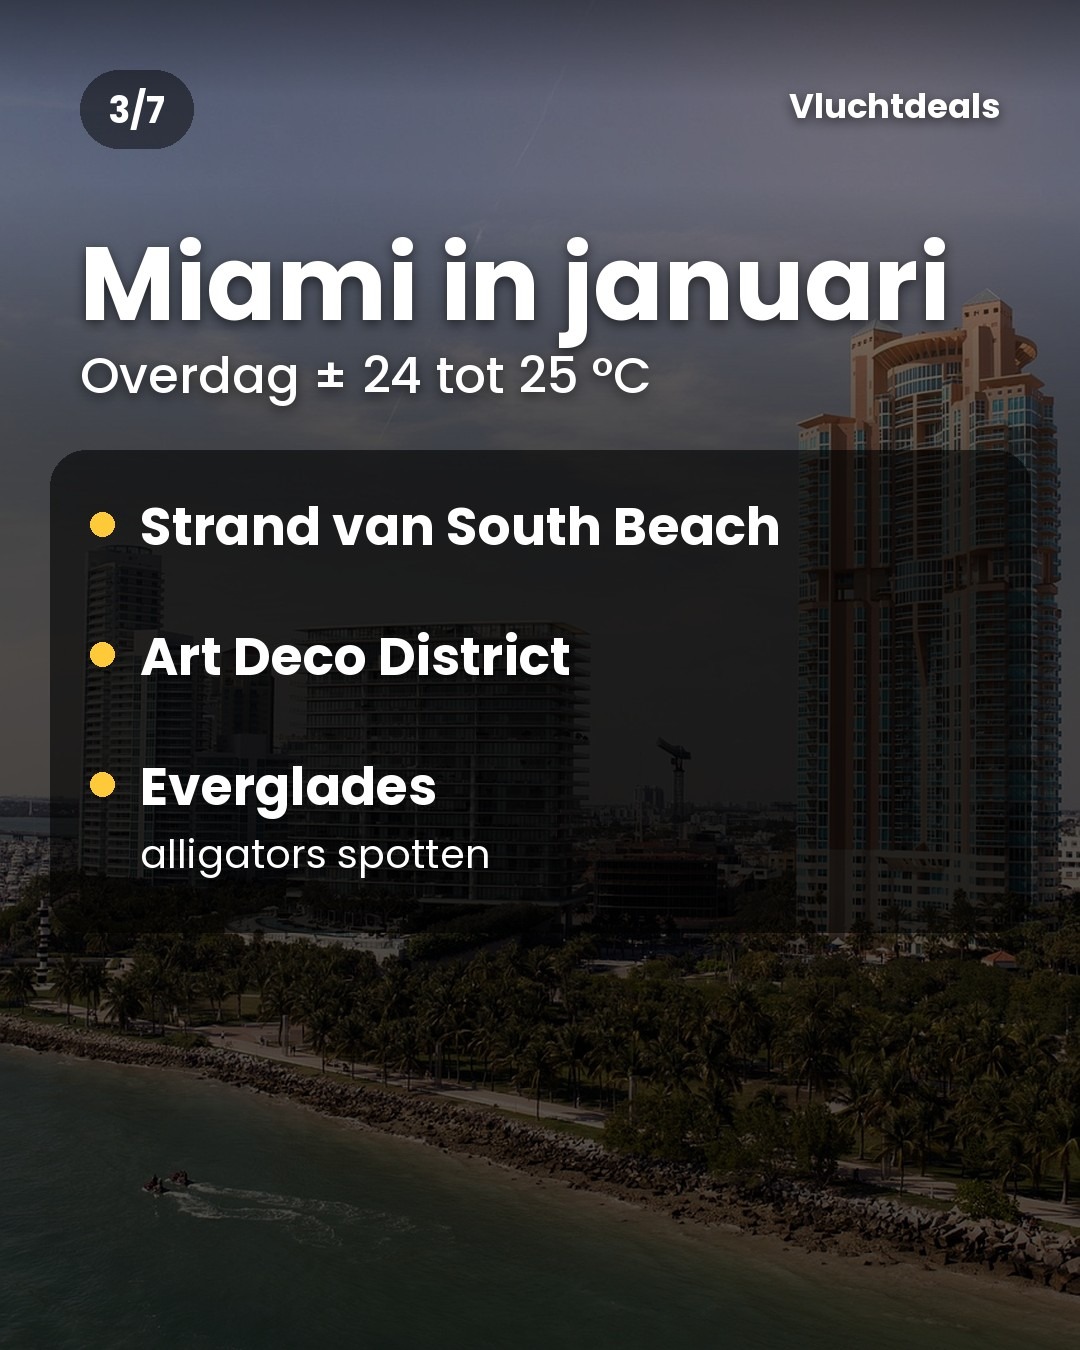 3/7
Vluchtdeals
Miami in januari
Overdag ± 24 tot 25 °C
Strand van South Beach
Art Deco District
Everglades
alligators spotten